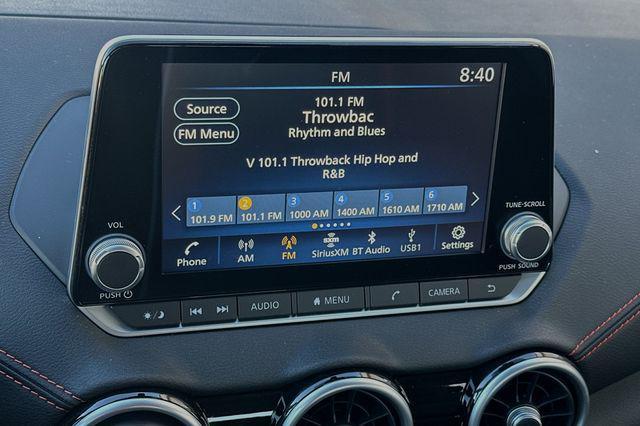 FM
8:40
Source
FM Menu
101.1 FM
Throwbac
Rhythm and Blues
V 101.1 Throwback Hip Hop and
R&B
1
101.9 FM
2
101.1 FM
3
1000 AM
4
1400 AM
5
1610 AM
6
1710 AM
Phone
AM
FM
sxm
SiriusXM
BT Audio
USB1
Settings
VOL
PUSH
TUNE·SCROLL
PUSH SOUND
AUDIO
MENU
CAMERA